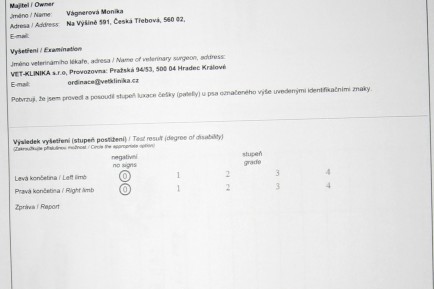 Majitel / Owner
Jméno / Name: Vágnerová Monika
Adresa / Address: Na Výšině 591, Česká Třebová, 560 02,
E-mail:
Vyšetření / Examination
Jméno veterinárního lékaře, adresa / Name of veterinary surgeon, address:
VET-KLINIKA s.r.o, Provozovna: Pražská 94/53, 500 04 Hradec Králové
E-mail: ordinace@vetklinika.cz
Potvrzuji, že jsem provedl a posoudil stupeň luxace češky (patelly) u psa označeného výše uvedenými identifikačními znaky.
Výsledek vyšetření (stupeň postižení) / Test result (degree of disability)
(Zakroužkujte příslušnou možnost / Circle the appropriate option)
negativní stupeň
no signs grade
Levá končetina / Left limb 0 1 2 3 4
Pravá končetina / Right limb 0 1 2 3 4
Zpráva / Report